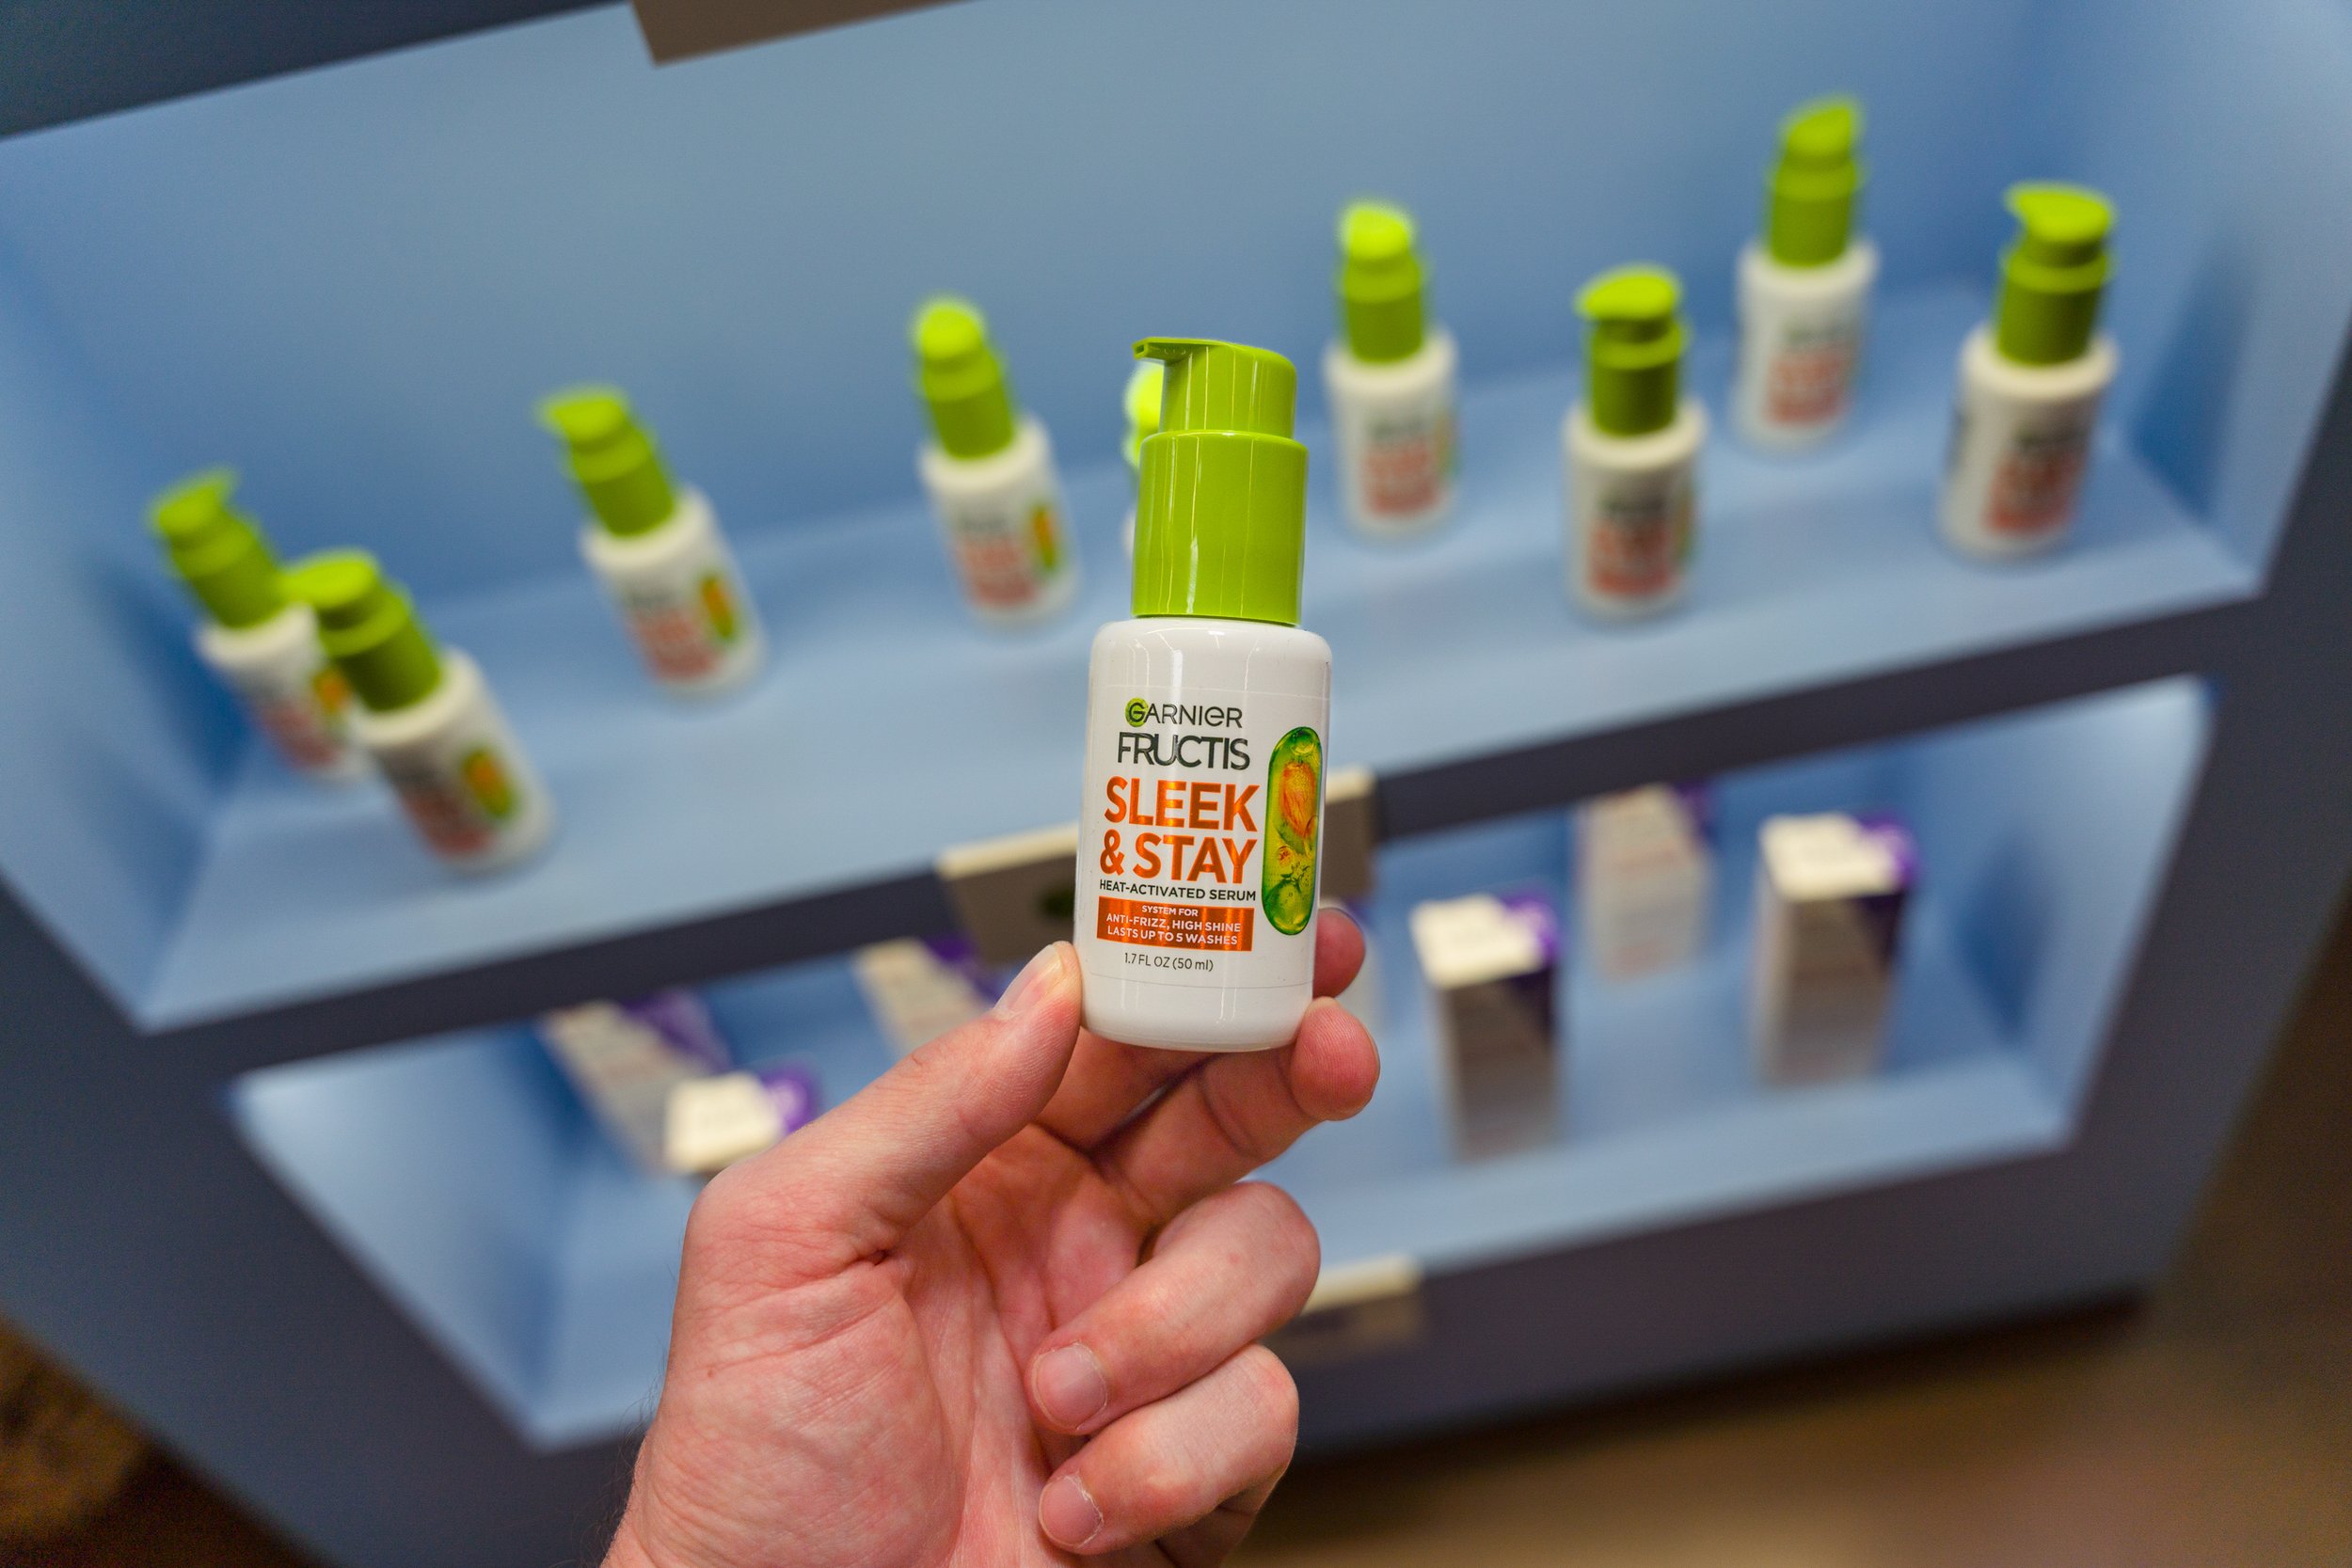 GARNIER
FRUCTIS
SLEEK
& STAY
HEAT-ACTIVATED SERUM
SYSTEM FOR
ANTI-FRIZZ, HIGH SHINE
LASTS UP TO 5 WASHES
1.7 FL OZ (50 ml)